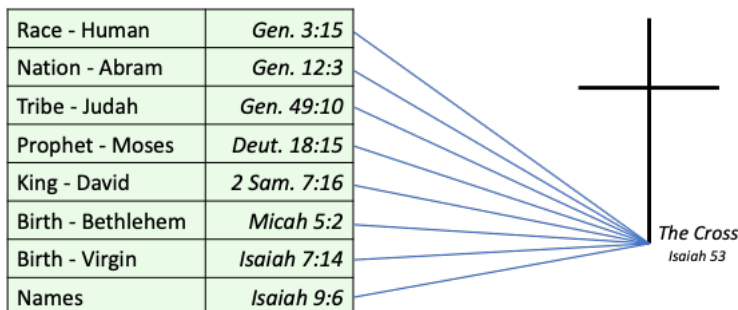 Race - Human Gen. 3:15
Nation - Abram Gen. 12:3
Tribe - Judah Gen. 49:10
Prophet - Moses Deut. 18:15
King - David 2 Sam. 7:16
Birth - Bethlehem Micah 5:2
Birth - Virgin Isaiah 7:14
Names Isaiah 9:6
The Cross
Isaiah 53